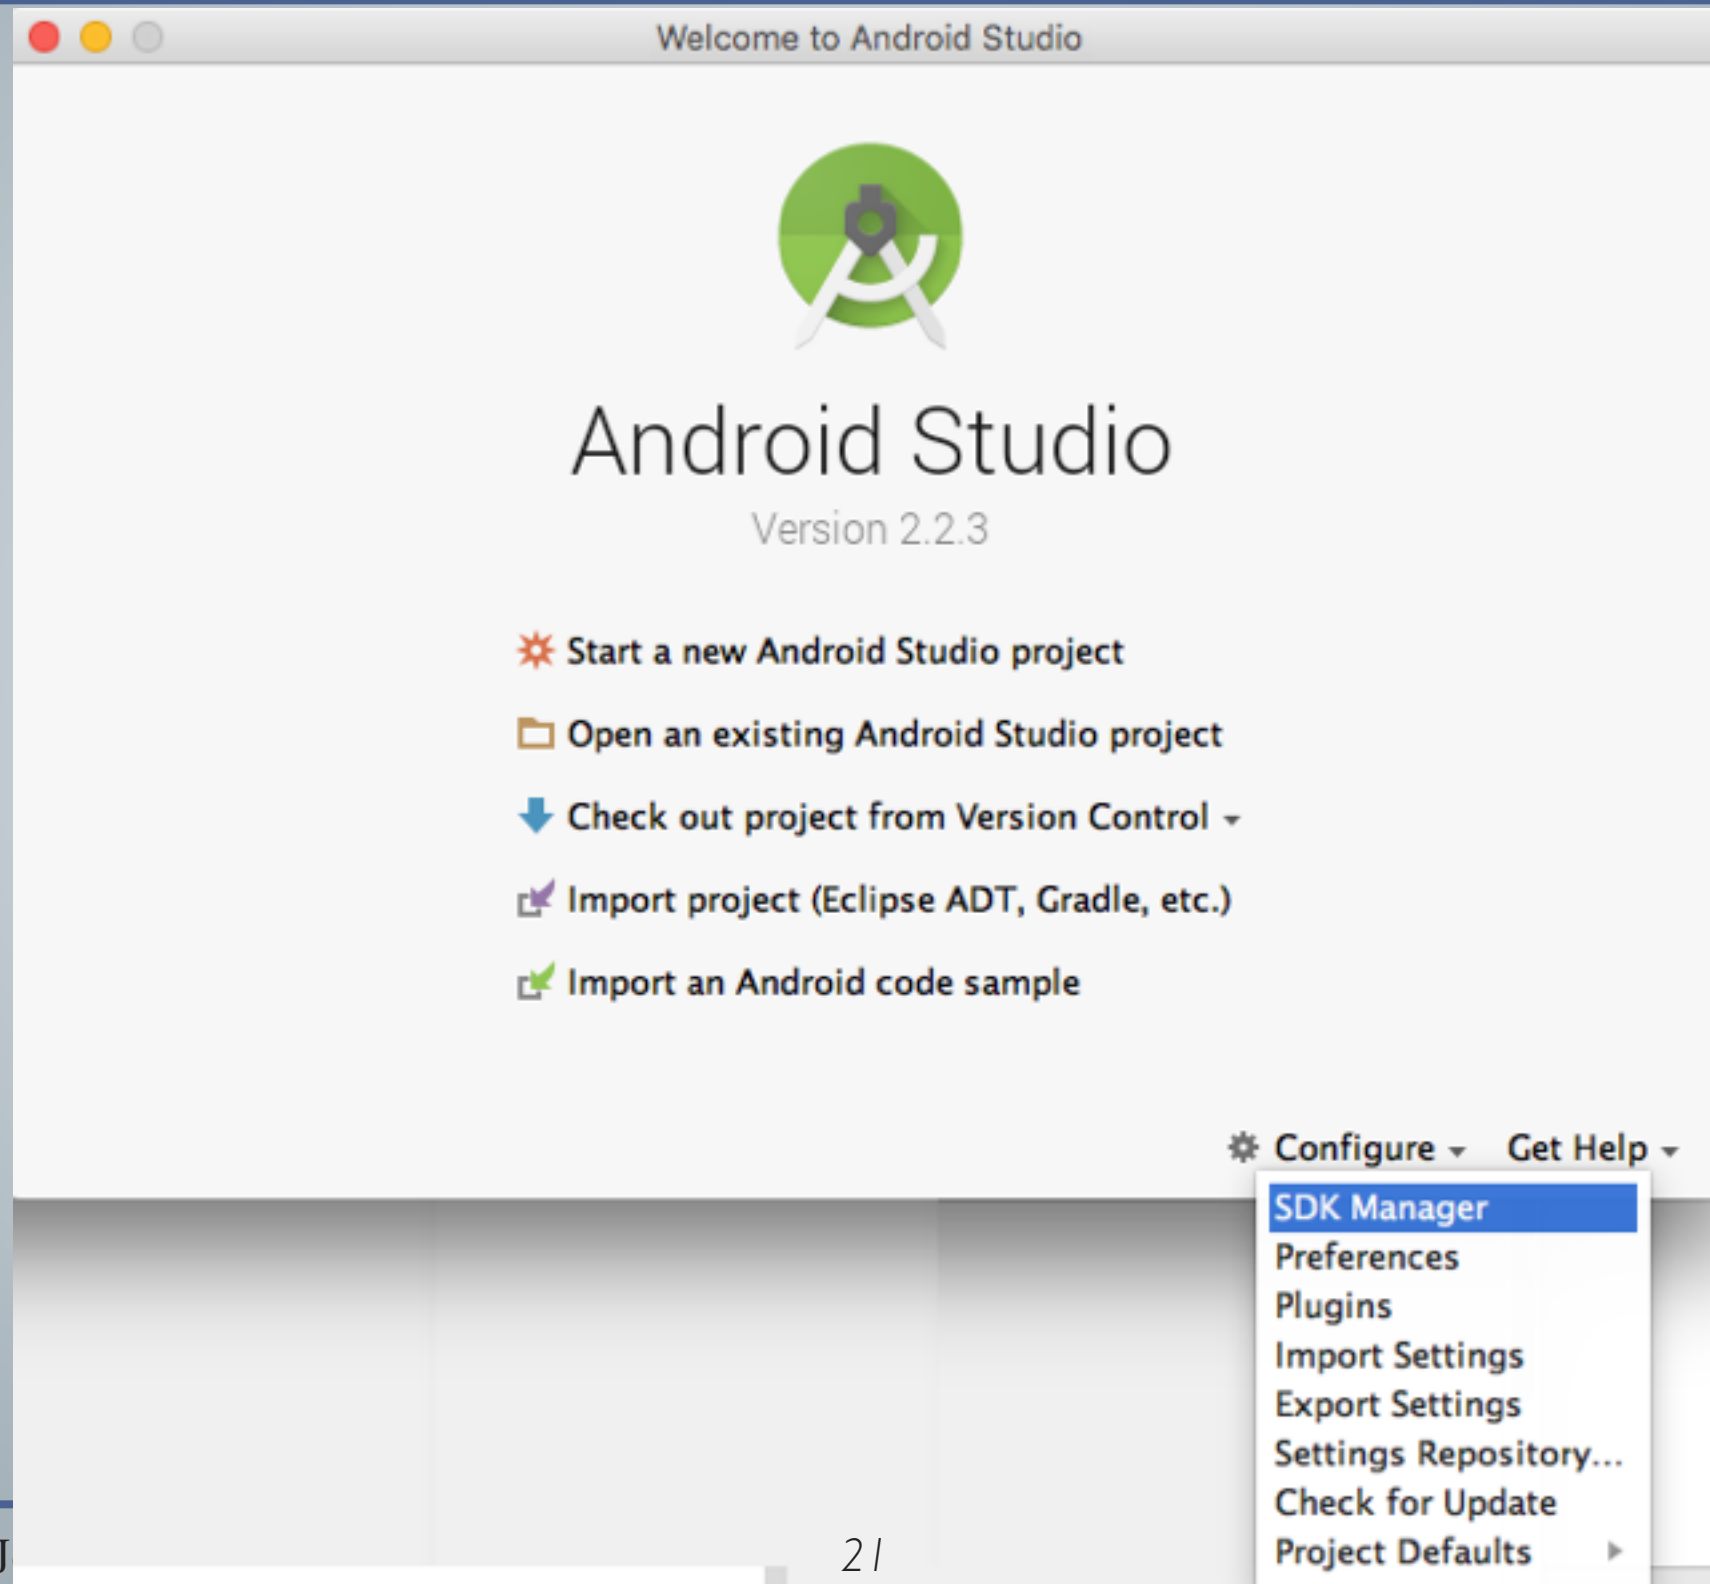 Welcome to Android Studio
Android Studio
Version 2.2.3
Start a new Android Studio project
Open an existing Android Studio project
Check out project from Version Control
Import project (Eclipse ADT, Gradle, etc.)
Import an Android code sample
Configure Get Help
SDK Manager
Preferences
Plugins
Import Settings
Export Settings
Settings Repository...
Check for Update
Project Defaults
J
21